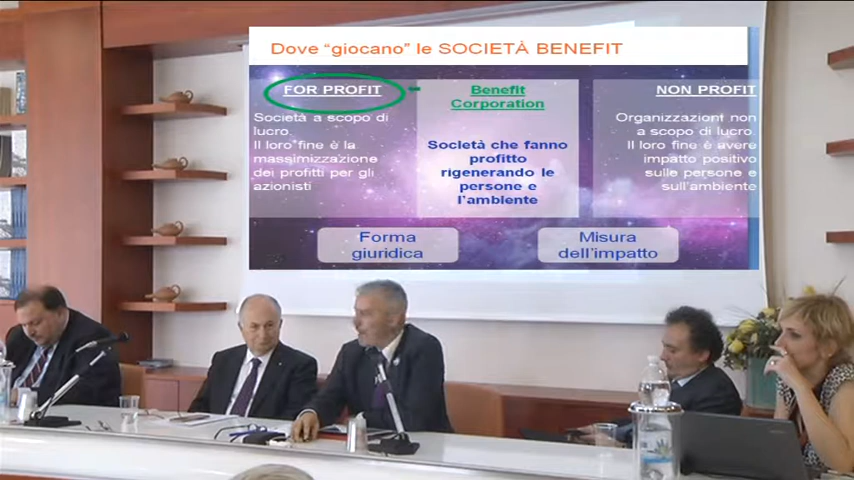 Dove "giocano" le SOCIETÀ BENEFIT
FOR PROFIT
Società a scopo di
lucro.
Il loro fine è la
massimizzazione
dei profitti per gli
azionisti
Benefit
Corporation
Società che fanno
profitto
rigenerando le
persone e
l'ambiente
NON PROFIT
Organizzazioni non
a scopo di lucro.
Il loro fine è avere
impatto positivo
sulle persone e
sull'ambiente
Forma
giuridica
Misura
dell'impatto